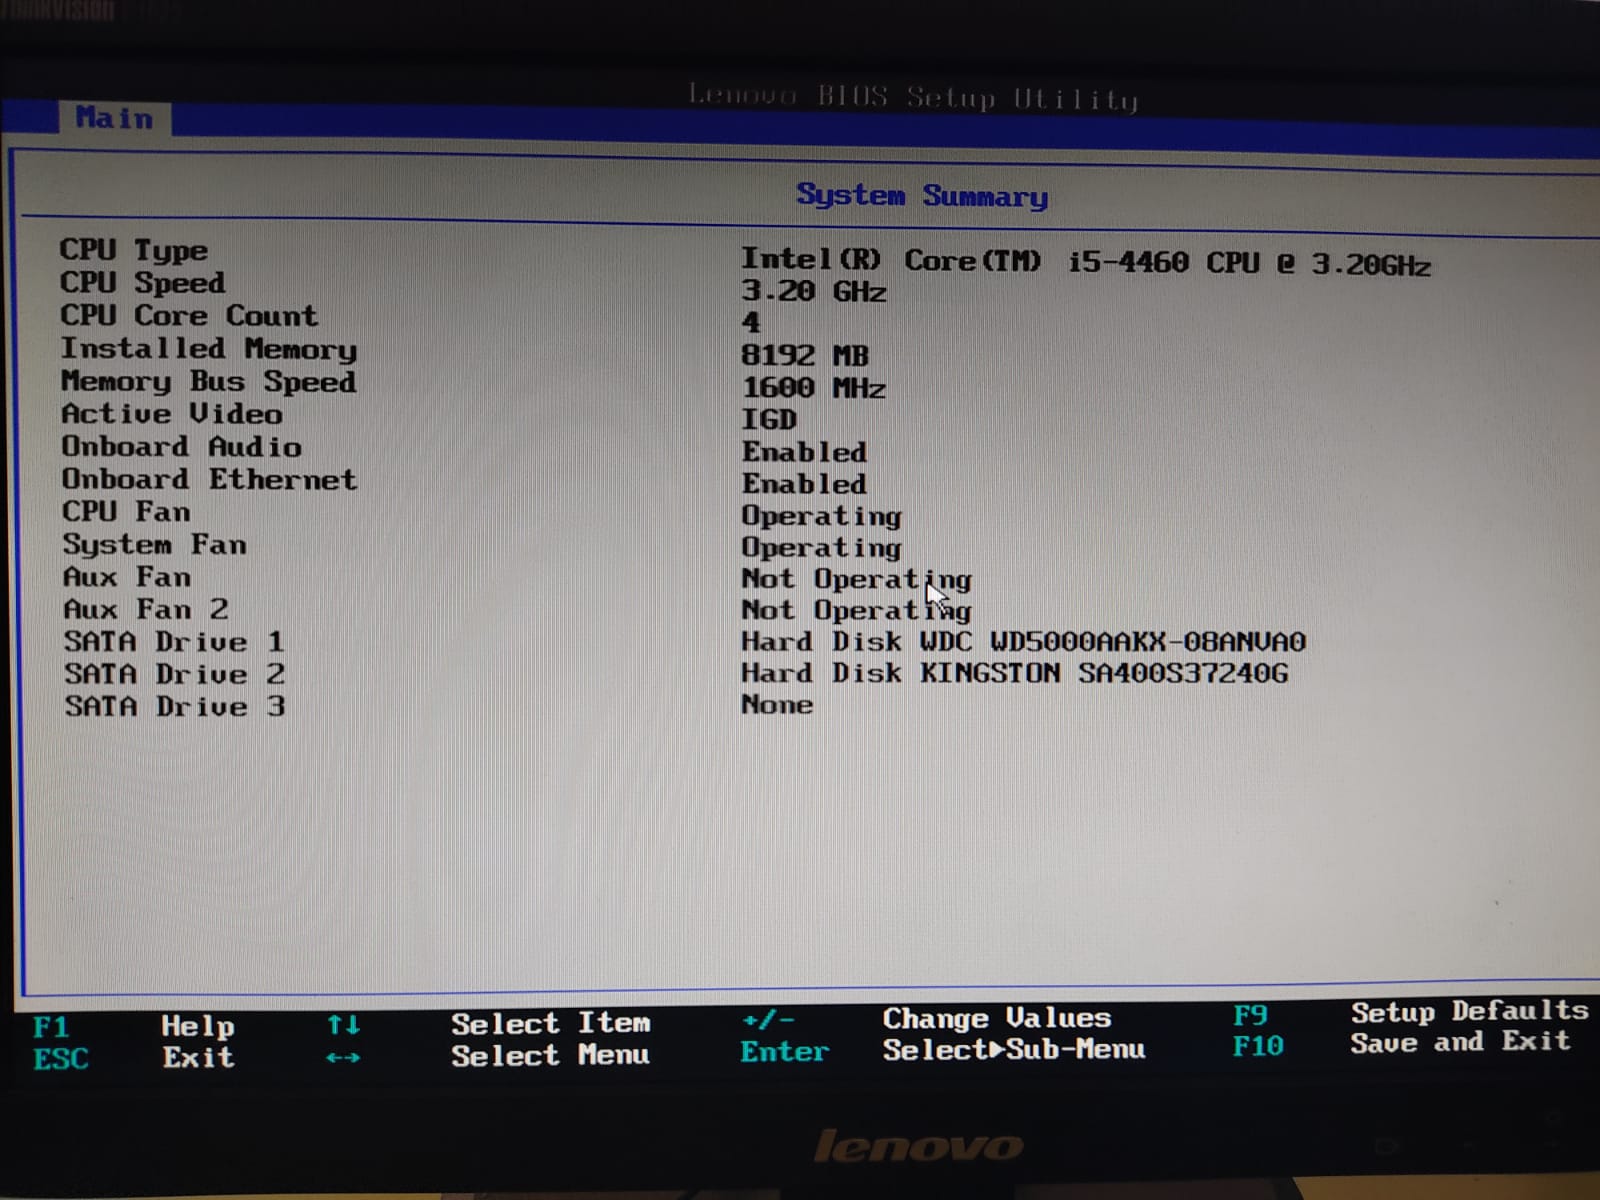 Lenovo BIOS Setup Utility
Main
System Summary
CPU Type Intel(R) Core(TM) i5-4460 CPU @ 3.20GHz
CPU Speed 3.20 GHz
CPU Core Count 4
Installed Memory 8192 MB
Memory Bus Speed 1600 MHz
Active Video IGD
Onboard Audio Enabled
Onboard Ethernet Enabled
CPU Fan Operating
System Fan Operating
Aux Fan Not Operating
Aux Fan 2 Not Operating
SATA Drive 1 Hard Disk WDC WD5000AAKX-08ANVA0
SATA Drive 2 Hard Disk KINGSTON SA400S37240G
SATA Drive 3 None
F1 Help ↑↓ Select Item +/- Change Values F9 Setup Defaults
ESC Exit ←→ Select Menu Enter Select▶Sub-Menu F10 Save and Exit
lenovo